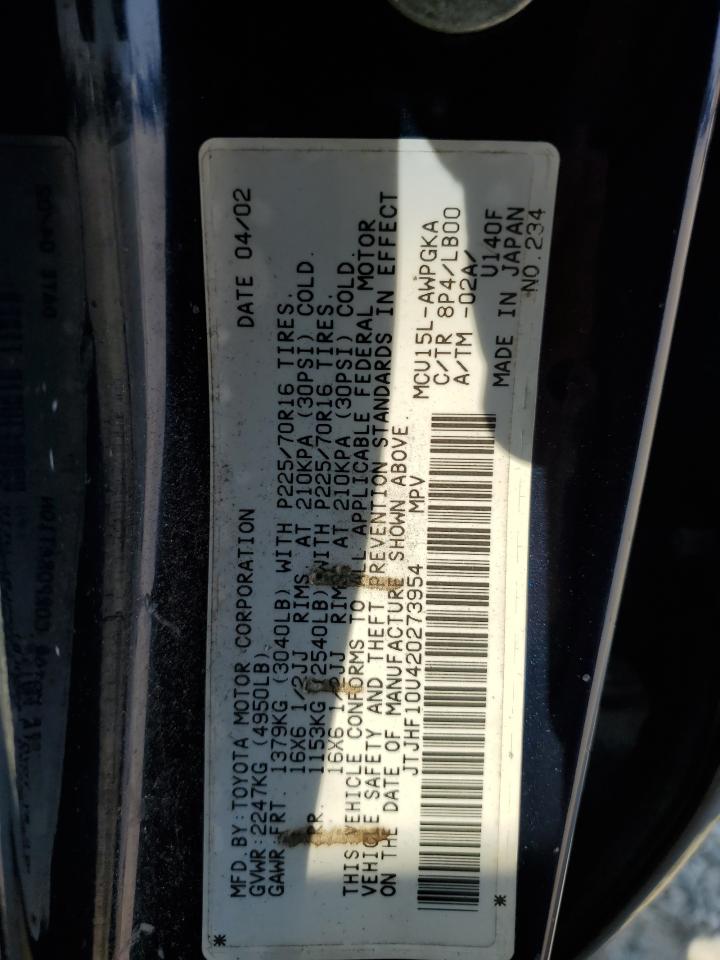 MFD. BY: TOYOTA MOTOR CORPORATION DATE 04/02
GVWR: 2247KG (4950LB)
GAWR FRT. 1379KG (3040LB) WITH P225/70R16 TIRES.
16X6 1/2JJ RIMS AT 210KPA (30PSI) COLD.
RR. 1153KG (2540LB) WITH P225/70R16 TIRES.
16X6 1/2JJ RIMS AT 210KPA (30PSI) COLD.
THIS VEHICLE CONFORMS TO ALL APPLICABLE FEDERAL MOTOR
VEHICLE SAFETY AND THEFT PREVENTION STANDARDS IN EFFECT
ON THE DATE OF MANUFACTURE SHOWN ABOVE.
JTJHF10U420273954 MPV
MCU15L-AWPGKA
C/TR 8P4/LB00
A/TM -02A/
U140F
MADE IN JAPAN
NO.234
* *